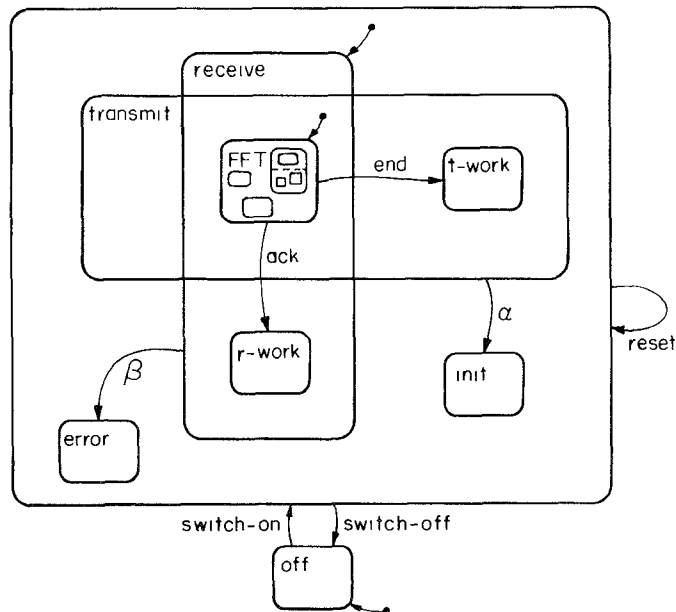 receive
transmit
FFT
end
t-work
ack
α
reset
r-work
β
init
error
switch-on
switch-off
off